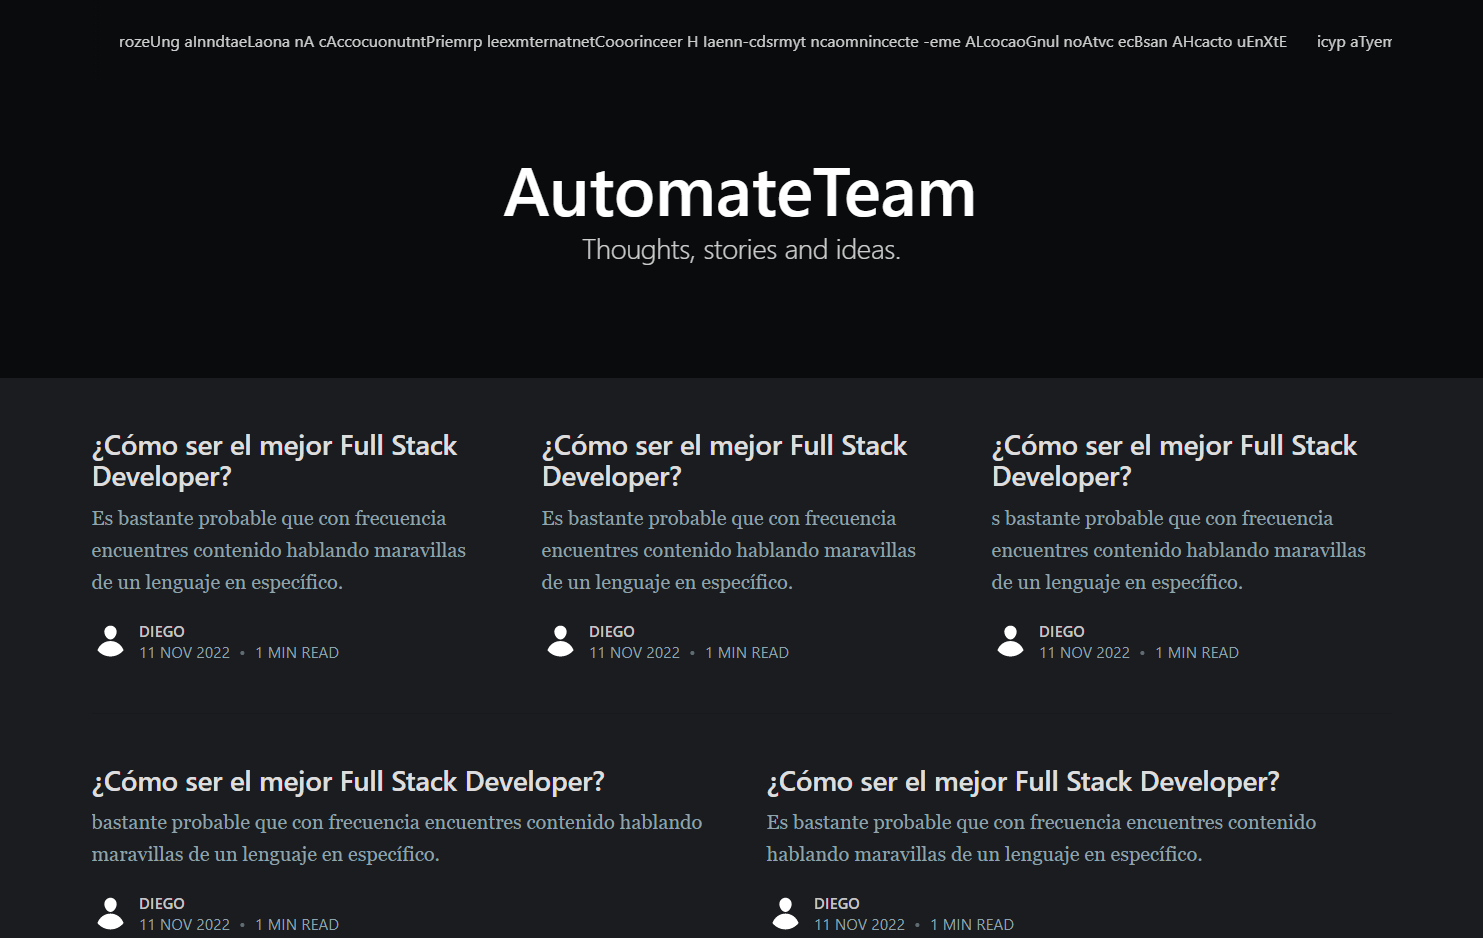 rozeUng aInndtaeLaona nA cAccocuonutntPriemrp leexmternatnetCooorinceer H Iaenn-cdsrmyt ncaomnincecte -eme ALcocaoGnul noAtvc ecBsan AHcacto uEnXtE icyp aTyem
AutomateTeam
Thoughts, stories and ideas.
¿Cómo ser el mejor Full Stack
Developer?
Es bastante probable que con frecuencia
encuentres contenido hablando maravillas
de un lenguaje en específico.
DIEGO
11 NOV 2022 • 1 MIN READ
¿Cómo ser el mejor Full Stack
Developer?
Es bastante probable que con frecuencia
encuentres contenido hablando maravillas
de un lenguaje en específico.
DIEGO
11 NOV 2022 • 1 MIN READ
¿Cómo ser el mejor Full Stack
Developer?
s bastante probable que con frecuencia
encuentres contenido hablando maravillas
de un lenguaje en específico.
DIEGO
11 NOV 2022 • 1 MIN READ
¿Cómo ser el mejor Full Stack Developer?
bastante probable que con frecuencia encuentres contenido hablando
maravillas de un lenguaje en específico.
DIEGO
11 NOV 2022 • 1 MIN READ
¿Cómo ser el mejor Full Stack Developer?
Es bastante probable que con frecuencia encuentres contenido
hablando maravillas de un lenguaje en específico.
DIEGO
11 NOV 2022 • 1 MIN READ